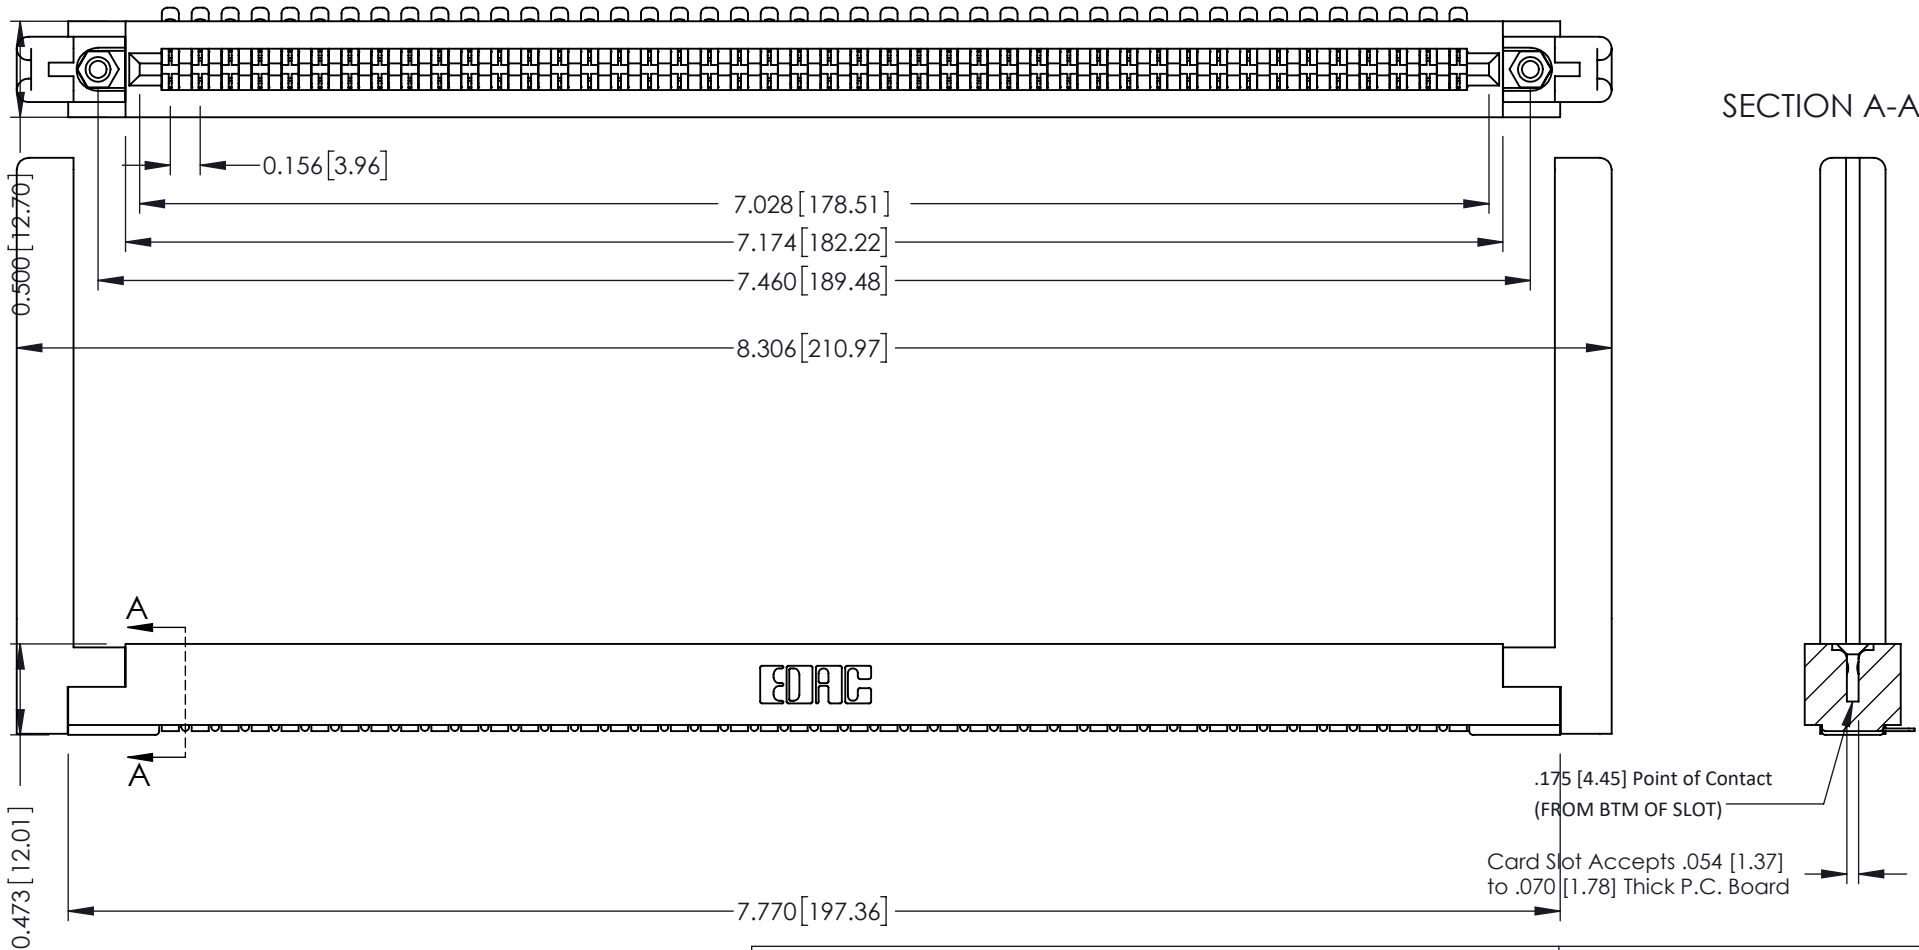 SECTION A-A
0.156[3.96]
0.500[12.70]
7.028[178.51]
7.174[182.22]
7.460[189.48]
8.306[210.97]
A
EDAC
A
.175 [4.45] Point of Contact
(FROM BTM OF SLOT)
Card Slot Accepts .054 [1.37]
to .070 [1.78] Thick P.C. Board
0.473[12.01]
7.770[197.36]